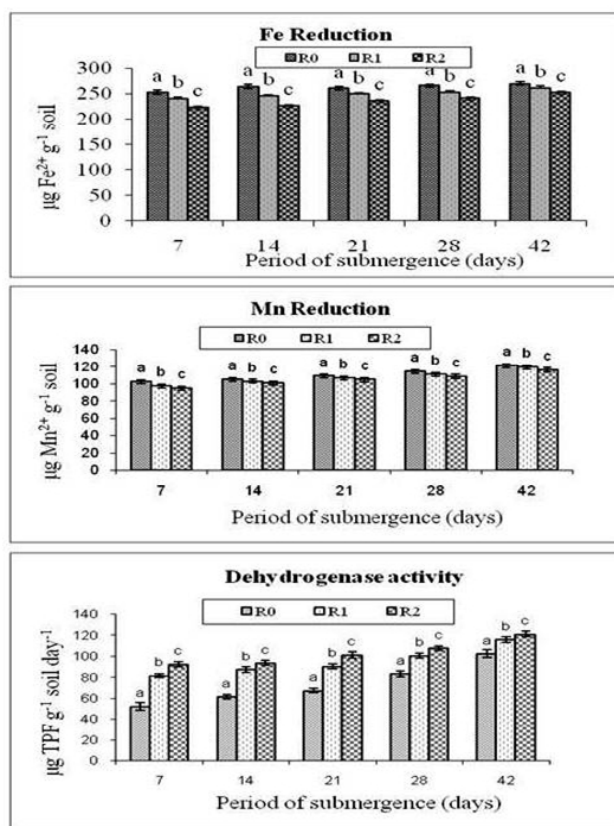 Fe Reduction
R0 R1 R2
300
250
200
150
100
50
0
a b c a b c a b c a b c a b c
µg Fe²⁺ g⁻¹ soil
7 14 21 28 42
Period of submergence (days)
Mn Reduction
R0 R1 R2
140
120
100
80
60
40
20
0
a b c a b c a b c a b c a b c
µg Mn²⁺ g⁻¹ soil
7 14 21 28 42
Period of submergence (days)
Dehydrogenase activity
R0 R1 R2
140
120
100
80
60
40
20
0
a b c a b c a b c a b c a b c
µg TPF g⁻¹ soil day⁻¹
7 14 21 28 42
Period of submergence (days)